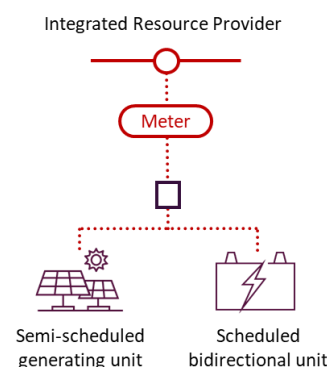 Integrated Resource Provider
Meter
Semi-scheduled
generating unit
Scheduled
bidirectional unit